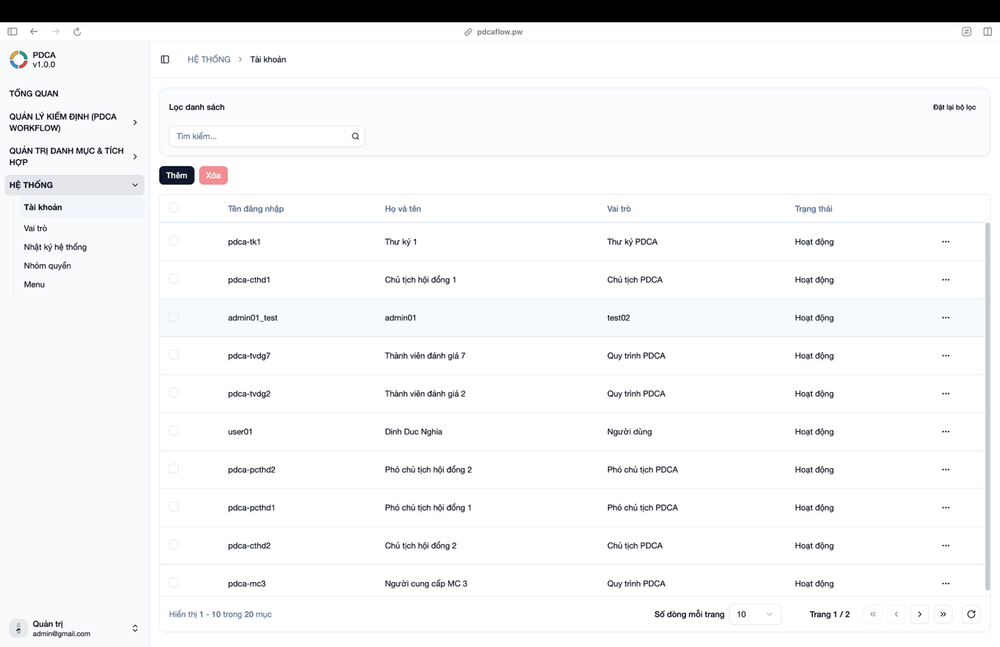 pdcaflow.pw
PDCA
v1.0.0
TỔNG QUAN
QUẢN LÝ KIỂM ĐỊNH (PDCA
WORKFLOW)
QUẢN TRỊ DANH MỤC & TÍCH
HỢP
HỆ THỐNG
Tài khoản
Vai trò
Nhật ký hệ thống
Nhóm quyền
Menu
Quản trị
admin@gmail.com
HỆ THỐNG > Tài khoản
Lọc danh sách
Đặt lại bộ lọc
Tìm kiếm...
Thêm
Xóa
Tên đăng nhập Họ và tên Vai trò Trạng thái
pdca-tk1 Thư ký 1 Thư ký PDCA Hoạt động
pdca-cthd1 Chủ tịch hội đồng 1 Chủ tịch PDCA Hoạt động
admin01_test admin01 test02 Hoạt động
pdca-tvdg7 Thành viên đánh giá 7 Quy trình PDCA Hoạt động
pdca-tvdg2 Thành viên đánh giá 2 Quy trình PDCA Hoạt động
user01 Dinh Duc Nghia Người dùng Hoạt động
pdca-pcthd2 Phó chủ tịch hội đồng 2 Phó chủ tịch PDCA Hoạt động
pdca-pcthd1 Phó chủ tịch hội đồng 1 Phó chủ tịch PDCA Hoạt động
pdca-cthd2 Chủ tịch hội đồng 2 Chủ tịch PDCA Hoạt động
pdca-mc3 Người cung cấp MC 3 Quy trình PDCA Hoạt động
Hiển thị 1 - 10 trong 20 mục
Số dòng mỗi trang 10
Trang 1 / 2